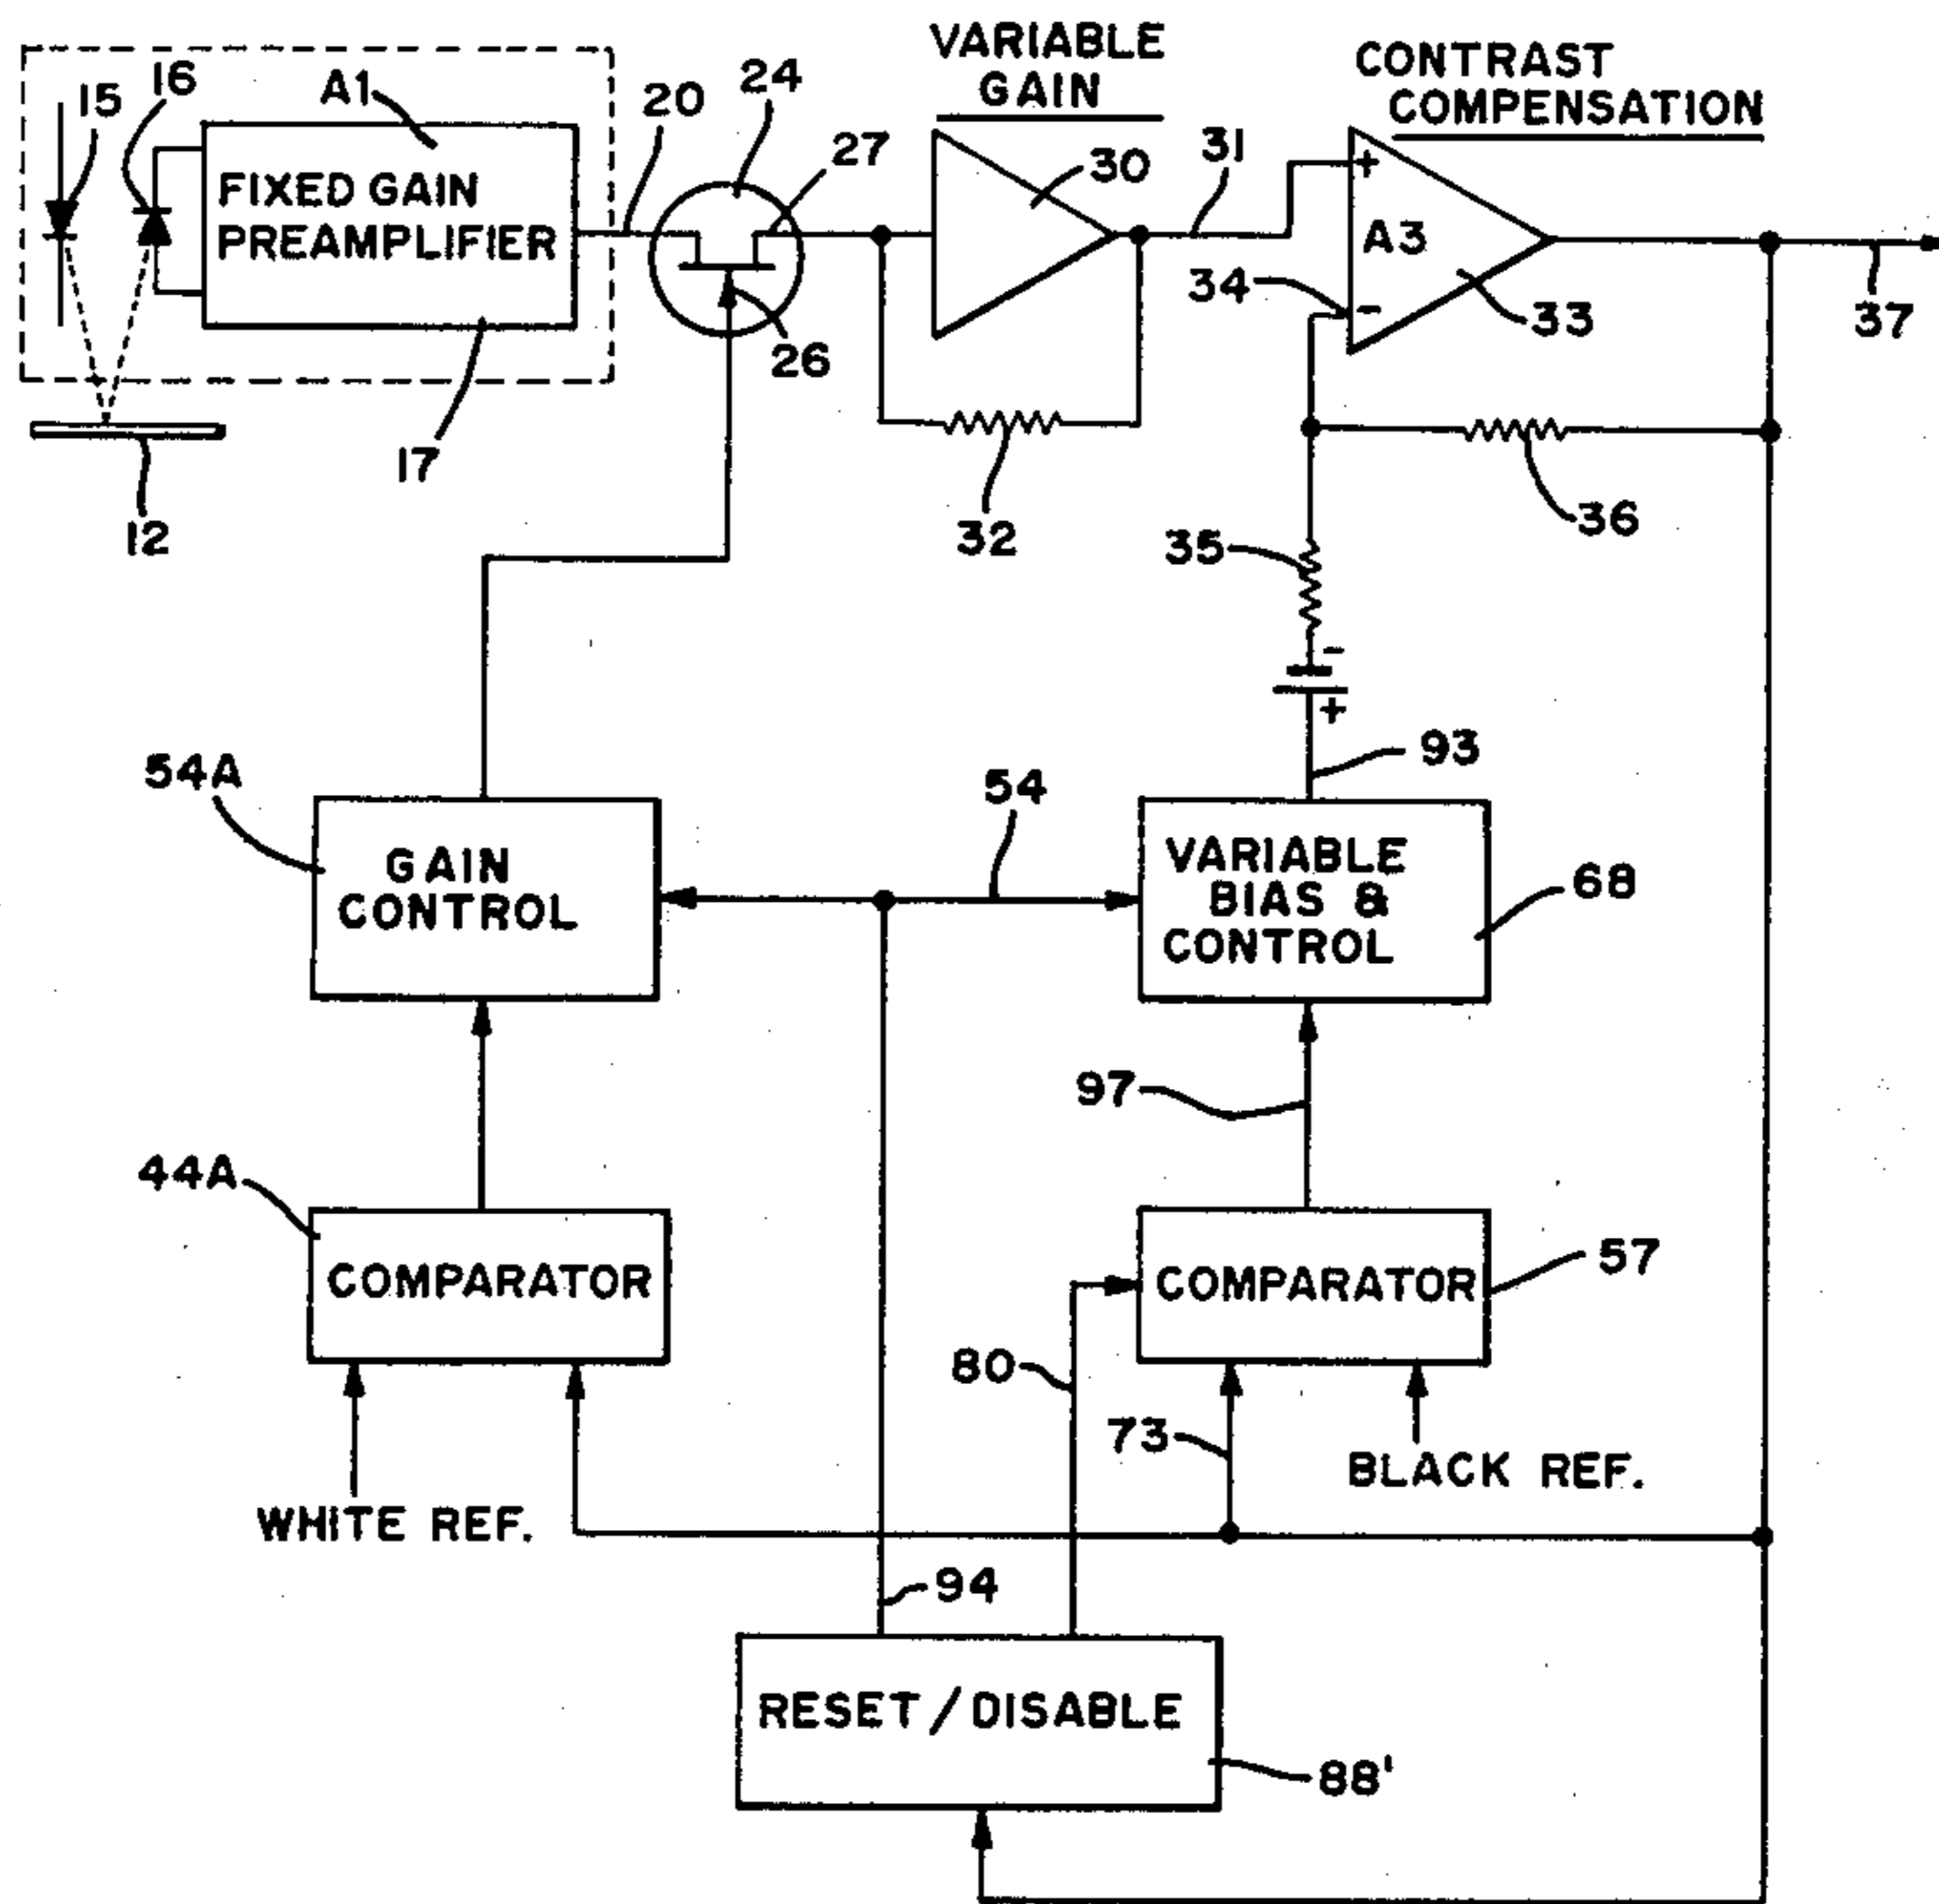 VARIABLE
GAIN
CONTRAST
COMPENSATION
15
16
A1
20
24
27
30
31
FIXED GAIN
PREAMPLIFIER
+
A3
34
-
33
37
26
12
17
32
35
36
-
+
93
54A
54
GAIN
CONTROL
VARIABLE
BIAS &
CONTROL
68
97
44A
COMPARATOR
COMPARATOR
57
80
73
WHITE REF.
BLACK REF.
94
RESET/DISABLE
88'